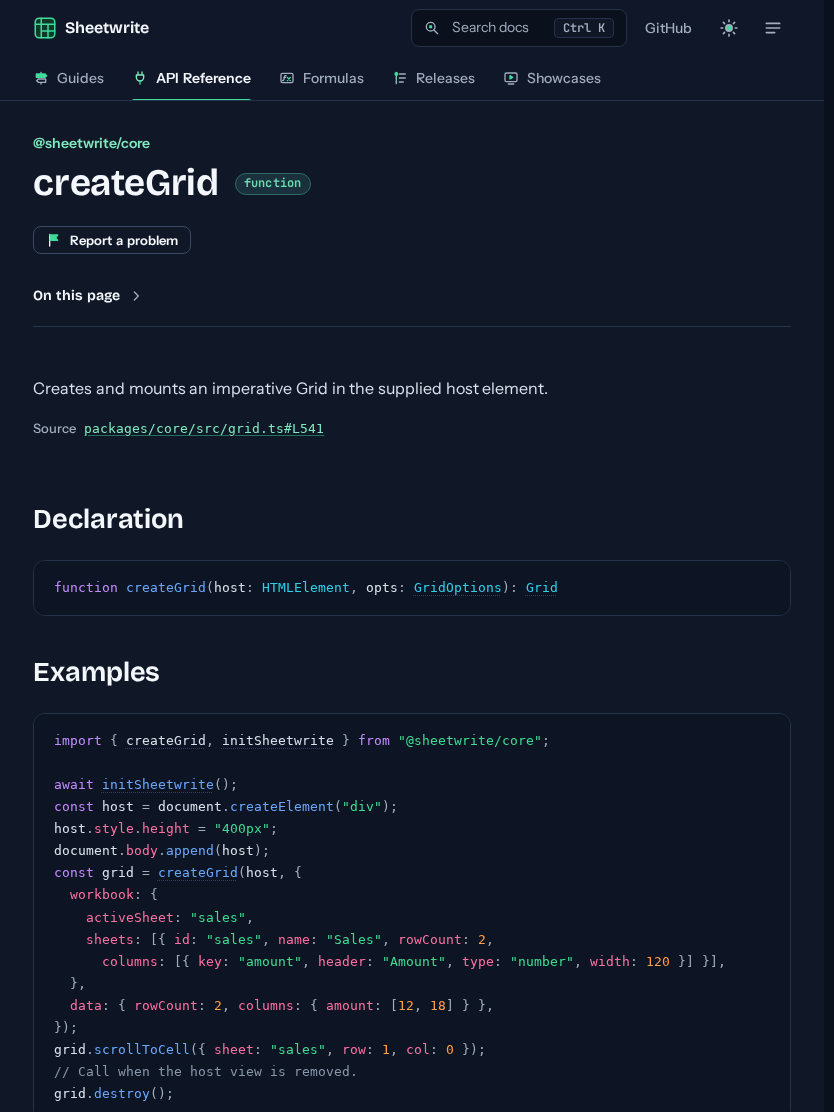 Sheetwrite
Search docs
Ctrl K
GitHub
Guides
API Reference
Formulas
Releases
Showcases
@sheetwrite/core
createGrid
function
Report a problem
On this page
Creates and mounts an imperative Grid in the supplied host element.
Source packages/core/src/grid.ts#L541
Declaration
function createGrid(host: HTMLElement, opts: GridOptions): Grid
Examples
import { createGrid, initSheetwrite } from "@sheetwrite/core";
await initSheetwrite();
const host = document.createElement("div");
host.style.height = "400px";
document.body.append(host);
const grid = createGrid(host, {
  workbook: {
    activeSheet: "sales",
    sheets: [{ id: "sales", name: "Sales", rowCount: 2,
      columns: [{ key: "amount", header: "Amount", type: "number", width: 120 }] }],
  },
  data: { rowCount: 2, columns: { amount: [12, 18] } },
});
grid.scrollToCell({ sheet: "sales", row: 1, col: 0 });
// Call when the host view is removed.
grid.destroy();